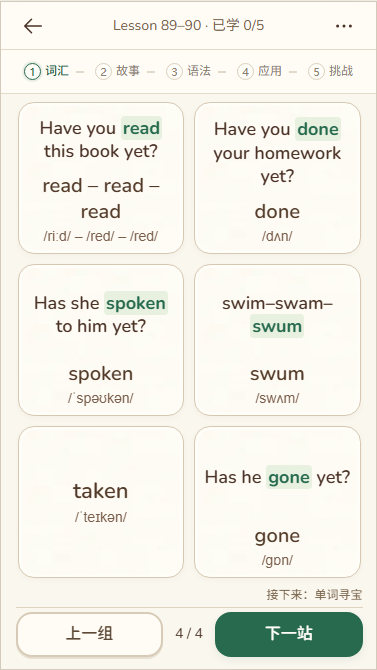 Lesson 89–90 · 已学 0/5
1 词汇 – 2 故事 – 3 语法 – 4 应用 – 5 挑战
Have you read
this book yet?
read – read –
read
/riːd/ – /red/ – /red/
Have you done
your homework
yet?
done
/dʌn/
Has she spoken
to him yet?
spoken
/ˈspəʊkən/
swim–swam–
swum
swum
/swʌm/
taken
/ˈteɪkən/
Has he gone yet?
gone
/ɡɒn/
接下来：单词寻宝
上一组
4 / 4
下一站